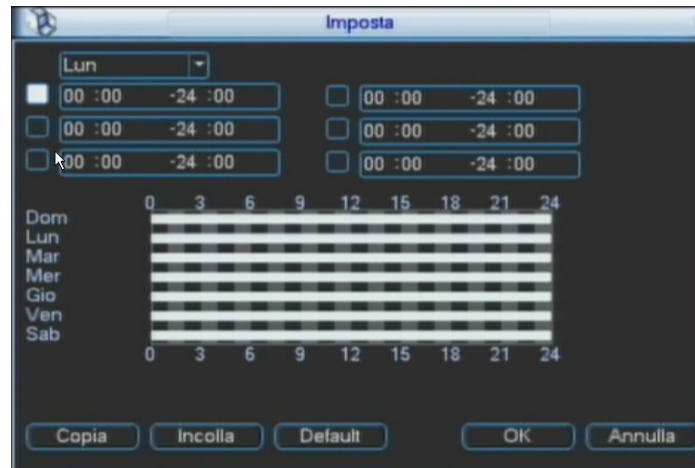 Imposta
Lun
00 :00 -24 :00 00 :00 -24 :00
00 :00 -24 :00 00 :00 -24 :00
00 :00 -24 :00 00 :00 -24 :00
0 3 6 9 12 15 18 21 24
Dom
Lun
Mar
Mer
Gio
Ven
Sab
0 3 6 9 12 15 18 21 24
Copia Incolla Default OK Annulla